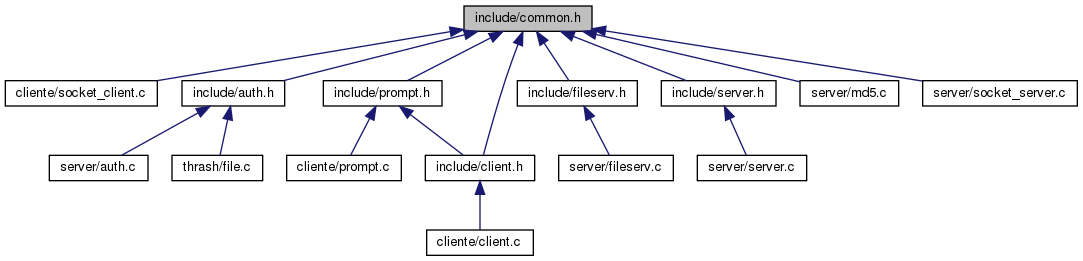 include/common.h
cliente/socket_client.c
include/auth.h
include/prompt.h
include/fileserv.h
include/server.h
server/md5.c
server/socket_server.c
server/auth.c
thrash/file.c
cliente/prompt.c
include/client.h
server/fileserv.c
server/server.c
cliente/client.c